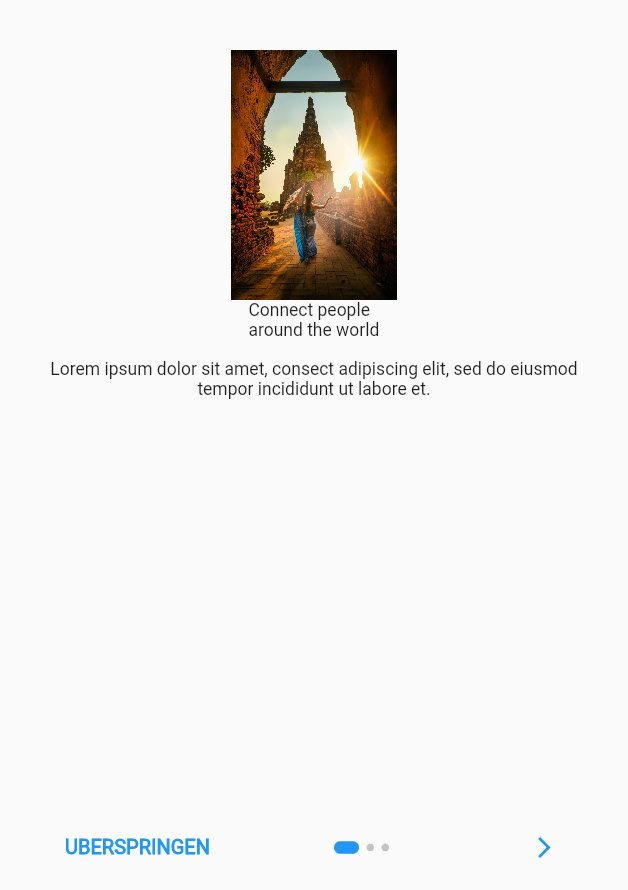 Connect people
around the world
Lorem ipsum dolor sit amet, consect adipiscing elit, sed do eiusmod
tempor incididunt ut labore et.
UBERSPRINGEN